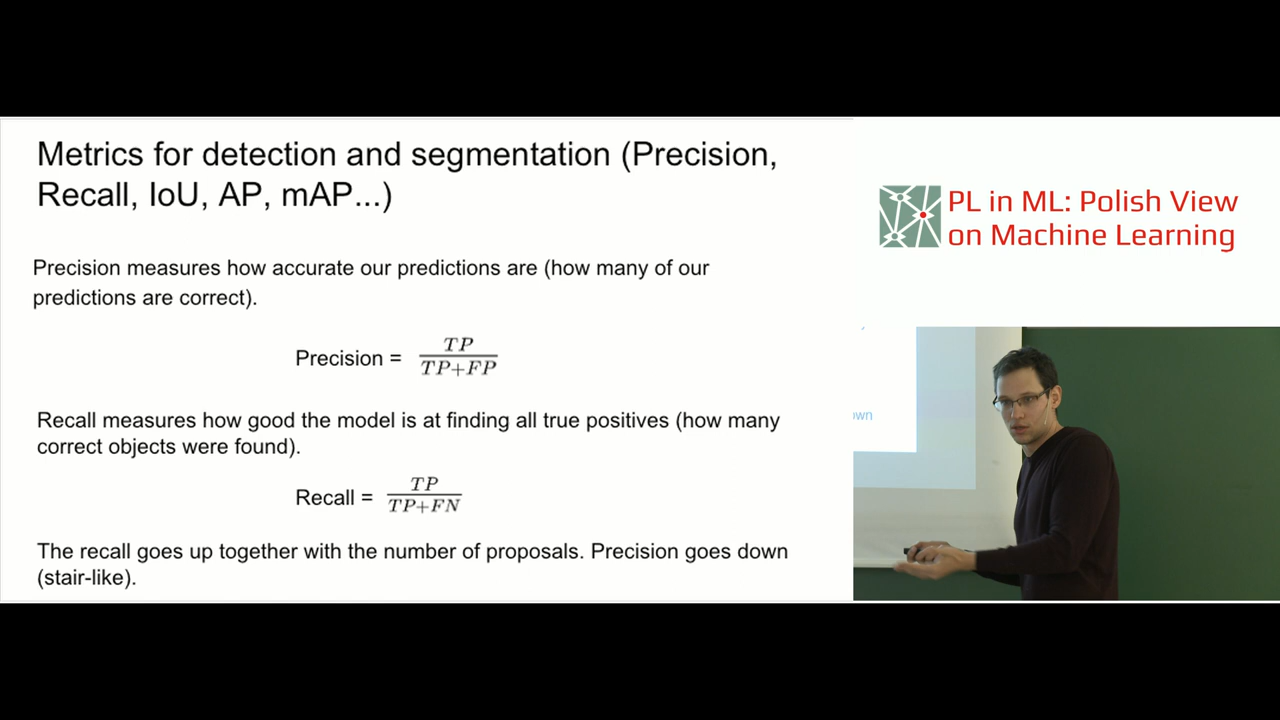 Metrics for detection and segmentation (Precision,
Recall, IoU, AP, mAP...)
Precision measures how accurate our predictions are (how many of our
predictions are correct).
Precision = TP
TP+FP
Recall measures how good the model is at finding all true positives (how many
correct objects were found).
Recall = TP
TP+FN
The recall goes up together with the number of proposals. Precision goes down
(stair-like).
PL in ML: Polish View
on Machine Learning